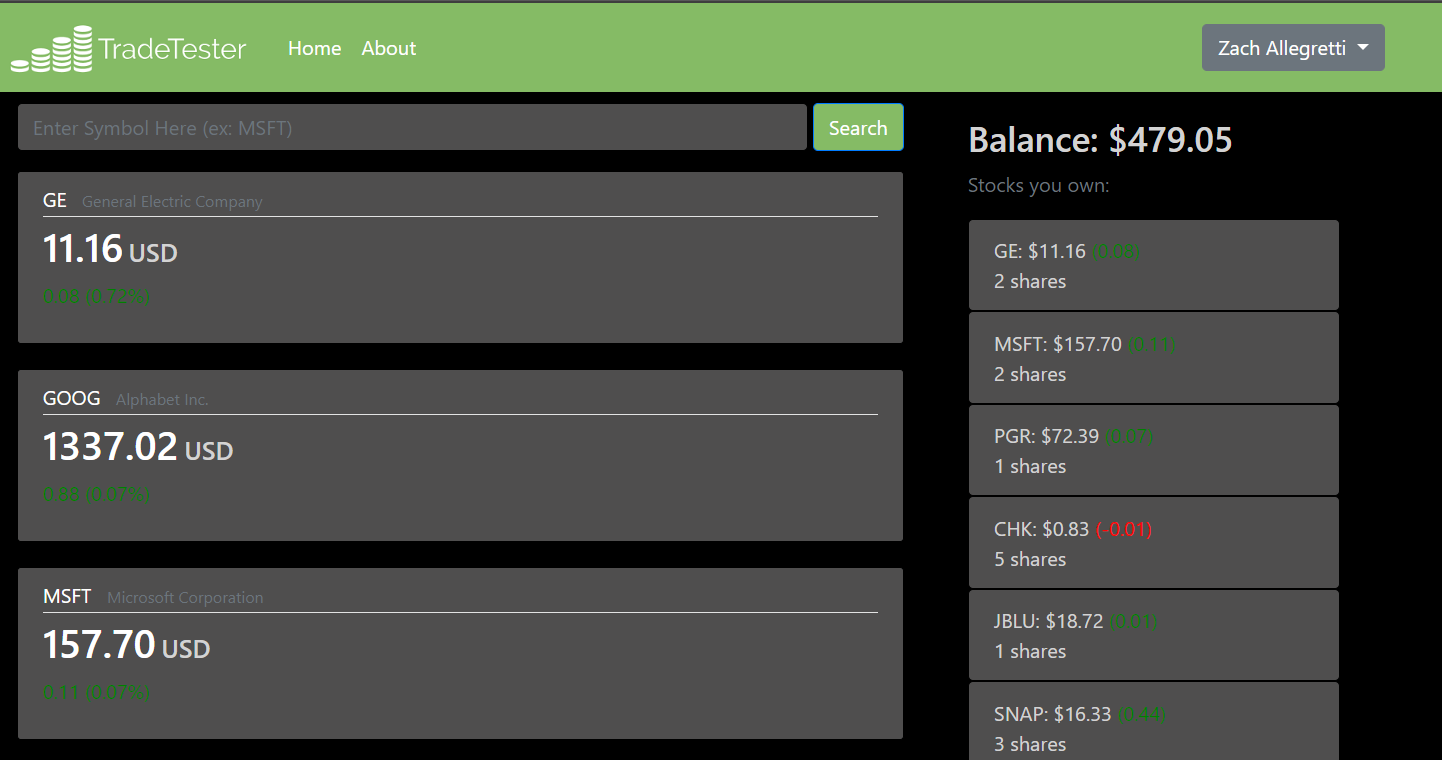 TradeTester
Home About
Zach Allegretti
Enter Symbol Here (ex: MSFT)
Search
GE General Electric Company
11.16 USD
0.08 (0.72%)
GOOG Alphabet Inc.
1337.02 USD
0.88 (0.07%)
MSFT Microsoft Corporation
157.70 USD
0.11 (0.07%)
Balance: $479.05
Stocks you own:
GE: $11.16 (0.08)
2 shares
MSFT: $157.70 (0.11)
2 shares
PGR: $72.39 (0.07)
1 shares
CHK: $0.83 (-0.01)
5 shares
JBLU: $18.72 (0.01)
1 shares
SNAP: $16.33 (0.44)
3 shares